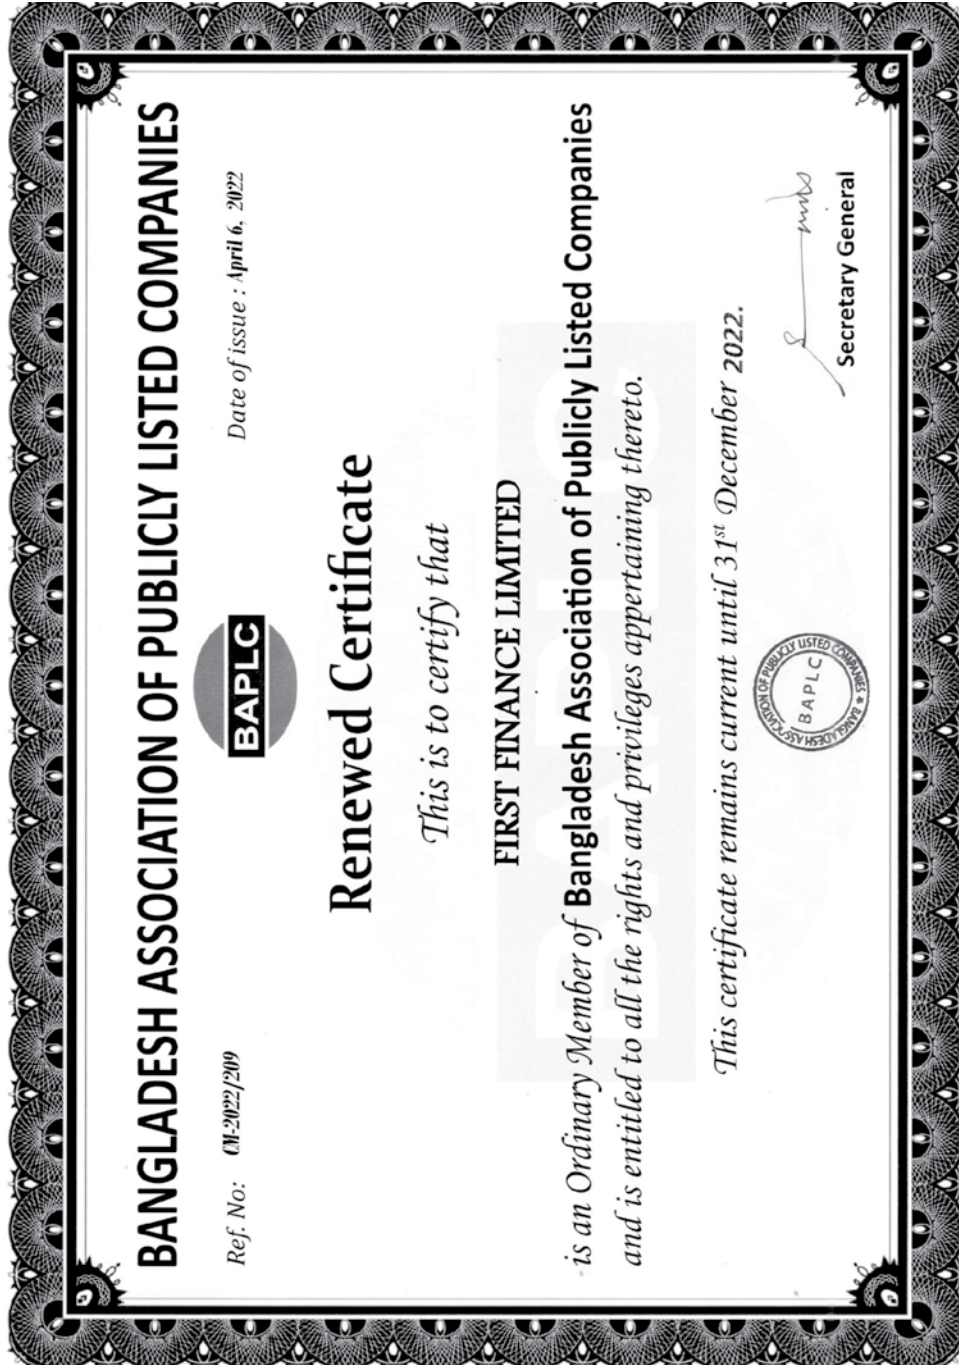 BANGLADESH ASSOCIATION OF PUBLICLY LISTED COMPANIES
Ref. No: CM-2022/209
Date of issue : April 6, 2022
BAPLC
Renewed Certificate
This is to certify that
FIRST FINANCE LIMITED
is an Ordinary Member of Bangladesh Association of Publicly Listed Companies
and is entitled to all the rights and privileges appertaining thereto.
BAPLC
This certificate remains current until 31st December 2022.
BANGLADESH ASSOCIATION OF PUBLICLY LISTED COMPANIES *
BAPLC
Secretary General